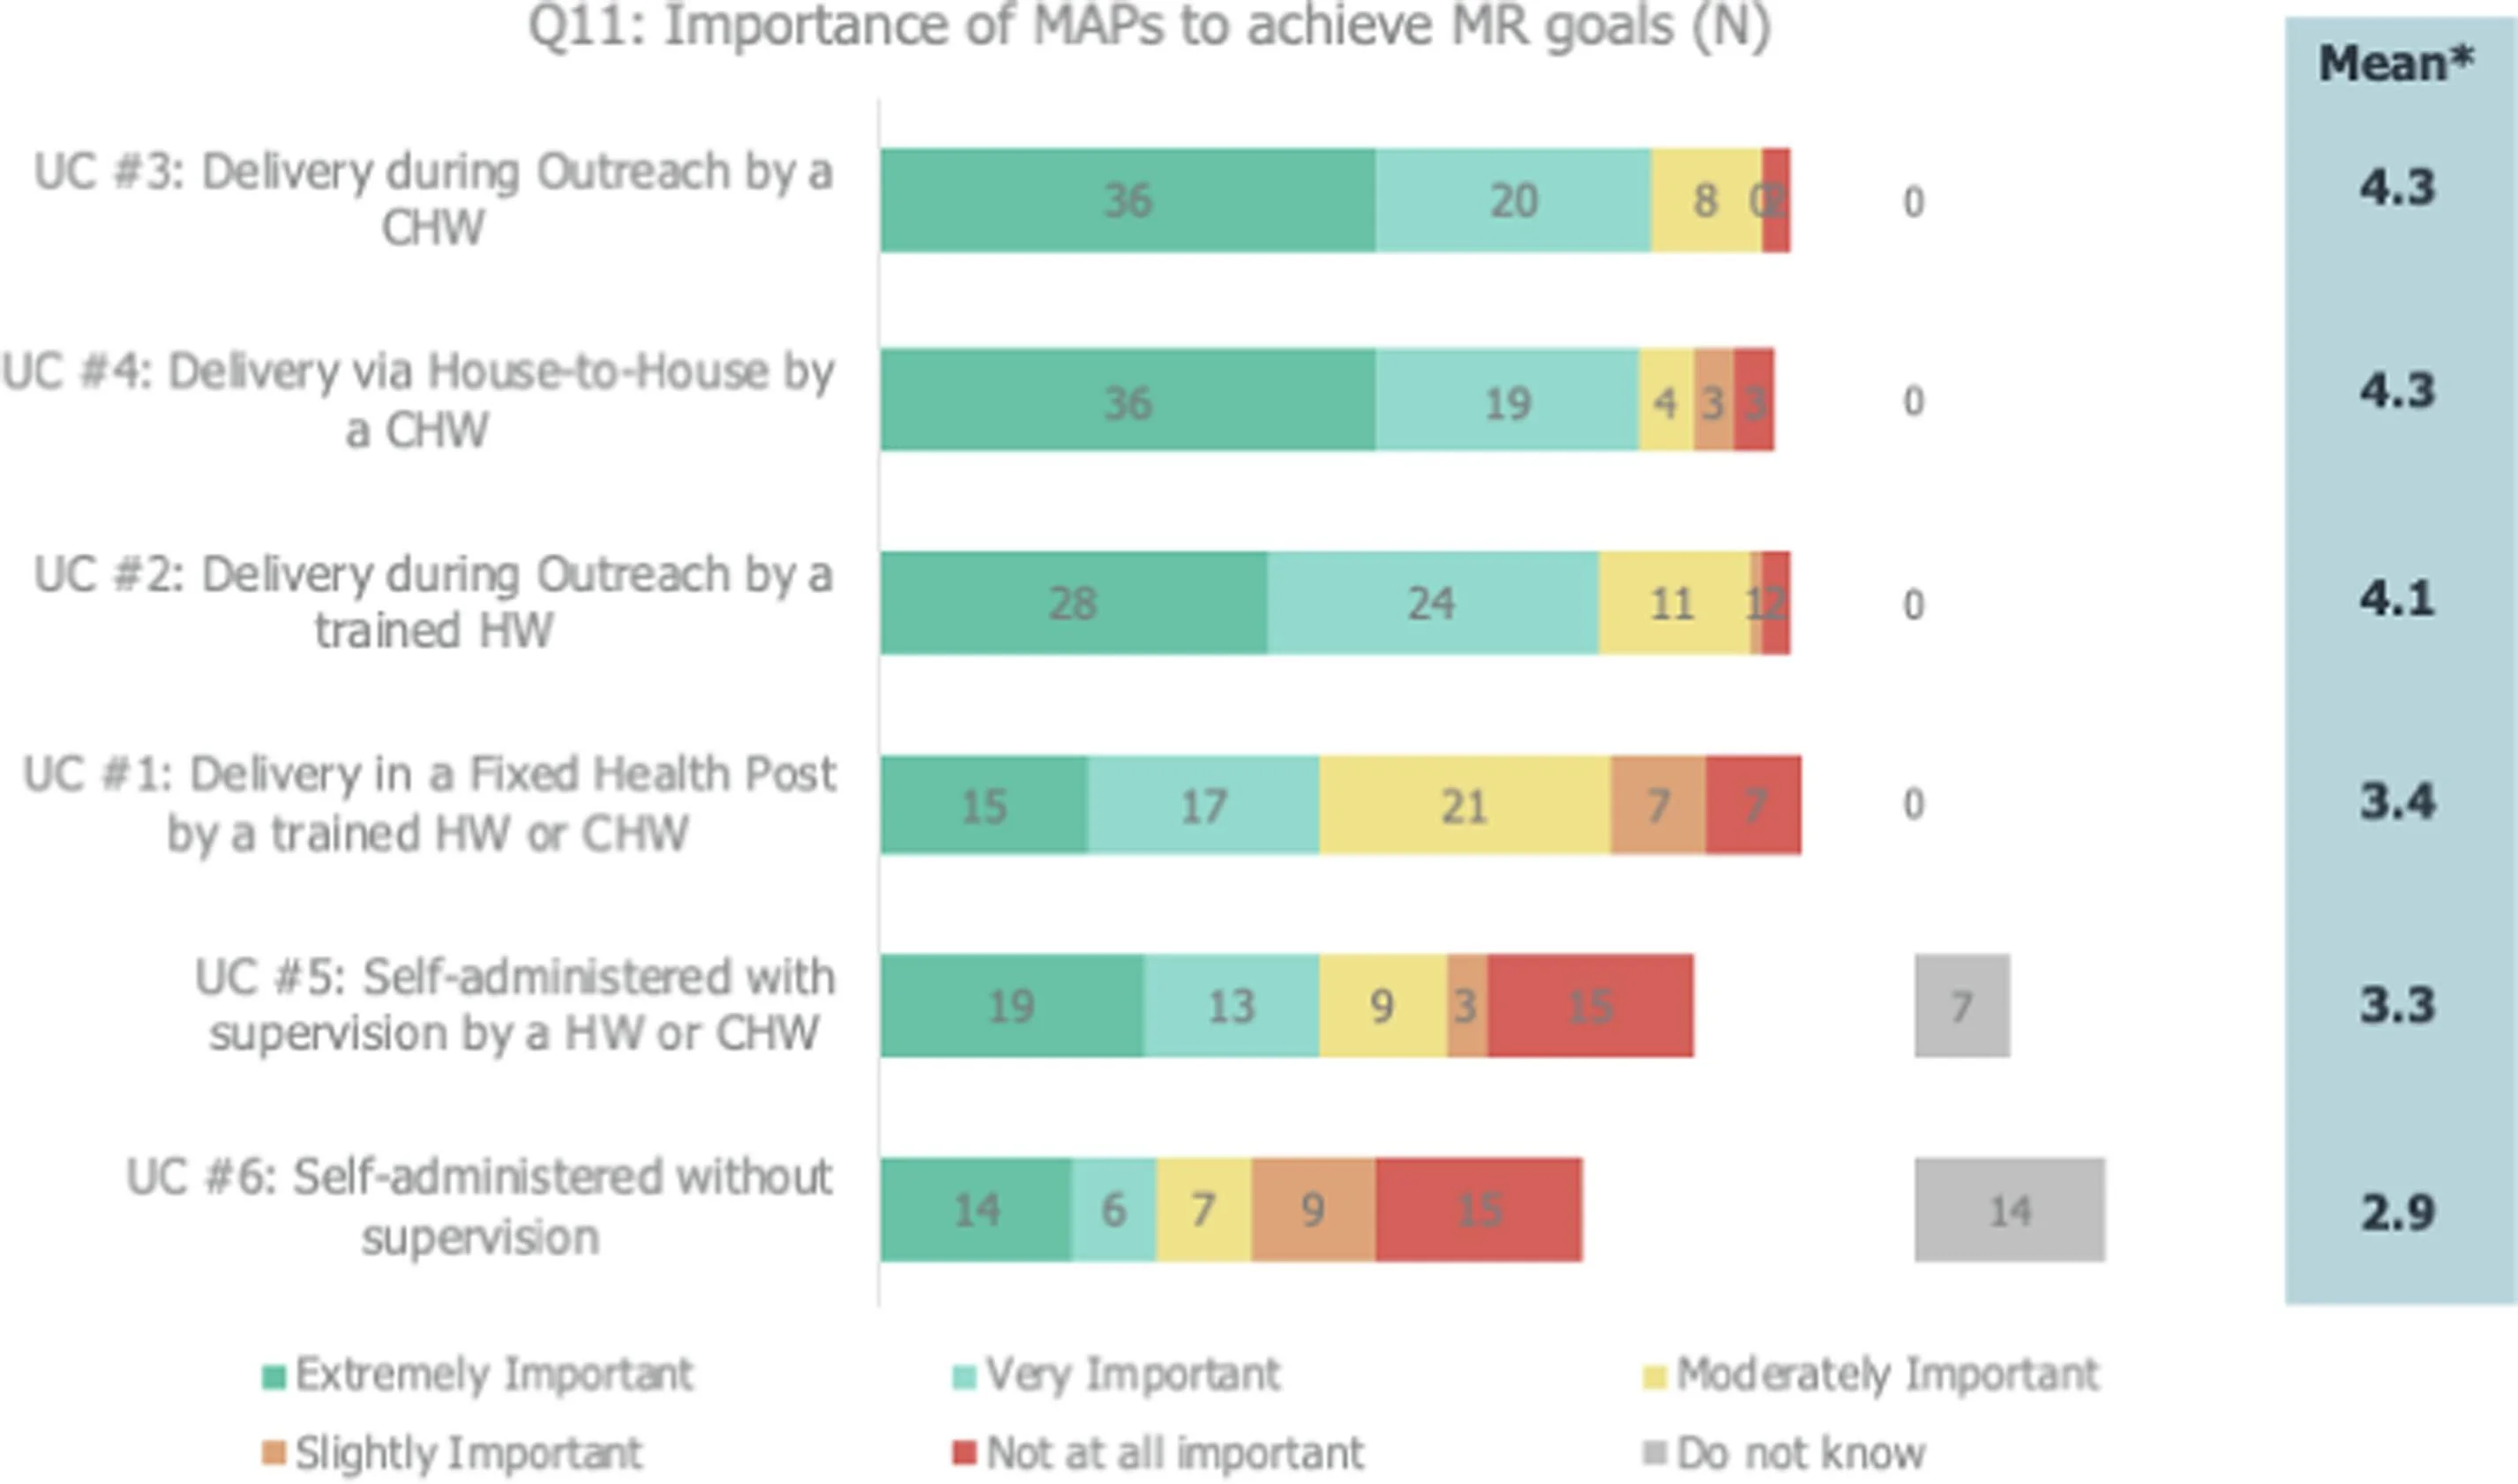 Q11: Importance of MAPs to achieve MR goals (N)
Mean*
UC #3: Delivery during Outreach by a
CHW
36 20 8 0 2 0 4.3
UC #4: Delivery via House-to-House by
a CHW
36 19 4 3 3 0 4.3
UC #2: Delivery during Outreach by a
trained HW
28 24 11 1 2 0 4.1
UC #1: Delivery in a Fixed Health Post
by a trained HW or CHW
15 17 21 7 7 0 3.4
UC #5: Self-administered with
supervision by a HW or CHW
19 13 9 3 15 7 3.3
UC #6: Self-administered without
supervision
14 6 7 9 15 14 2.9
Extremely Important Very Important Moderately Important
Slightly Important Not at all important Do not know